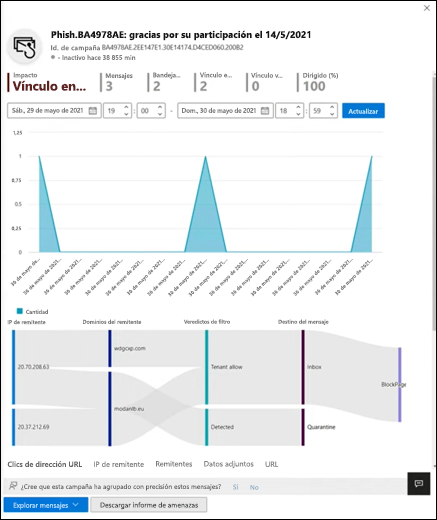 Phish.BA4978AE: gracias por su participación el 14/5/2021
Id. de campaña BA4978AE.2EE147E1.30E14174.D4CED060.200B2
Inactivo hace 38 855 min
Impacto
Vínculo en...
Mensajes
3
Bandeja...
2
Vínculo e...
2
Vínculo v...
0
Dirigido (%)
100
Sáb., 29 de mayo de 2021 19 : 00 - Dom., 30 de mayo de 2021 18 : 59 Actualizar
1,25
1
0,75
0,5
0,25
0
30 de mayo de... 30 de mayo de 2021... 30 de mayo de 2021... 30 de mayo de 2021... 30 de mayo de 2021... 30 de mayo de 2021... 30 de mayo de 2021... 30 de mayo de 2021... 30 de mayo de 2021... 30 de mayo de 2021... 30 de mayo de 2021... 30 de mayo de 2021... 30 de mayo de 2021... 30 de mayo de 2021... 30 de mayo de 2021... 30 de mayo de 2021... 30 de mayo de 2021...
Cantidad
IP de remitente Dominios del remitente Veredictos de filtro Destino del mensaje
wdgcxp.com
20.70.208.63 Tenant allow Inbox
BlockPage
modanlb.eu
20.37.212.69 Detected Quarantine
Clics de dirección URL IP de remitente Remitentes Datos adjuntos URL
¿Cree que esta campaña ha agrupado con precisión estos mensajes? Sí No
Explorar mensajes Descargar informe de amenazas